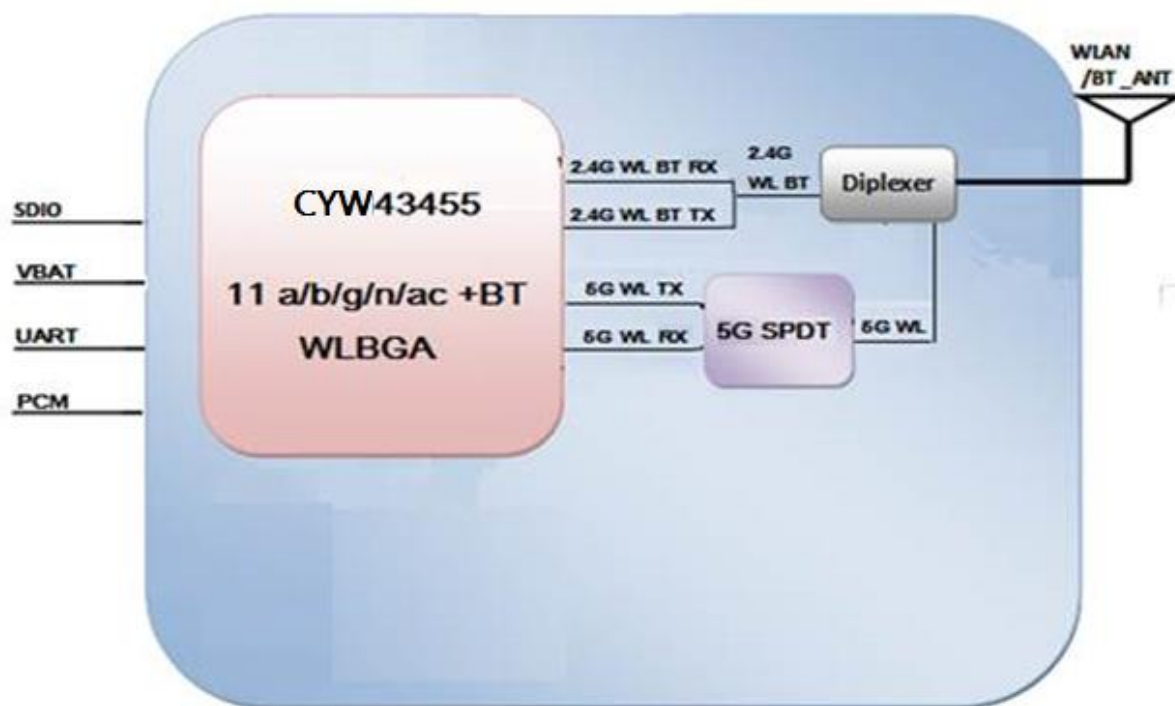 WLAN
/BT _ANT
SDIO
VBAT
UART
PCM
CYW43455
11 a/b/g/n/ac +BT
WLBGA
2.4G WL BT RX
2.4G WL BT TX
5G WL TX
5G WL RX
2.4G
WL BT
Diplexer
5G SPDT
5G WL